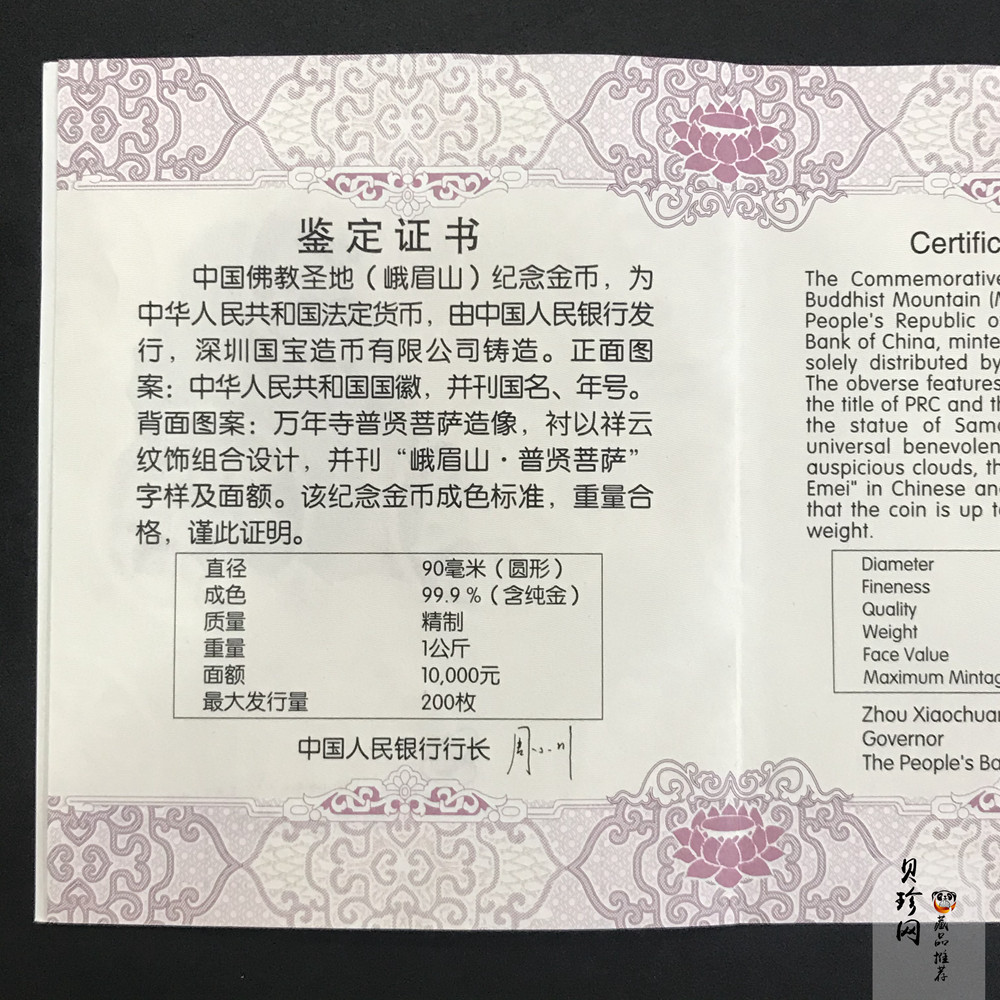 鉴定证书
中国佛教圣地（峨眉山）纪念金币，为
中华人民共和国法定货币，由中国人民银行发
行，深圳国宝造币有限公司铸造。正面图
案：中华人民共和国国徽，并刊国名、年号。
背面图案：万年寺普贤菩萨造像，衬以祥云
纹饰组合设计，并刊“峨眉山·普贤菩萨”
字样及面额。该纪念金币成色标准，重量合
格，谨此证明。
直径 90毫米（圆形）
成色 99.9％（含纯金）
质量 精制
重量 1公斤
面额 10,000元
最大发行量 200枚
中国人民银行行长 周小川
Certific
The Commemorative
Buddhist Mountain (M
People's Republic o
Bank of China, minte
solely distributed by
The obverse features
the title of PRC and th
the statue of Sama
universal benevolen
auspicious clouds, th
Emei" in Chinese and
that the coin is up to
weight.
Diameter
Fineness
Quality
Weight
Face Value
Maximum Mintag
Zhou Xiaochuan
Governor
The People's Ba
贝珍网
藏品推荐